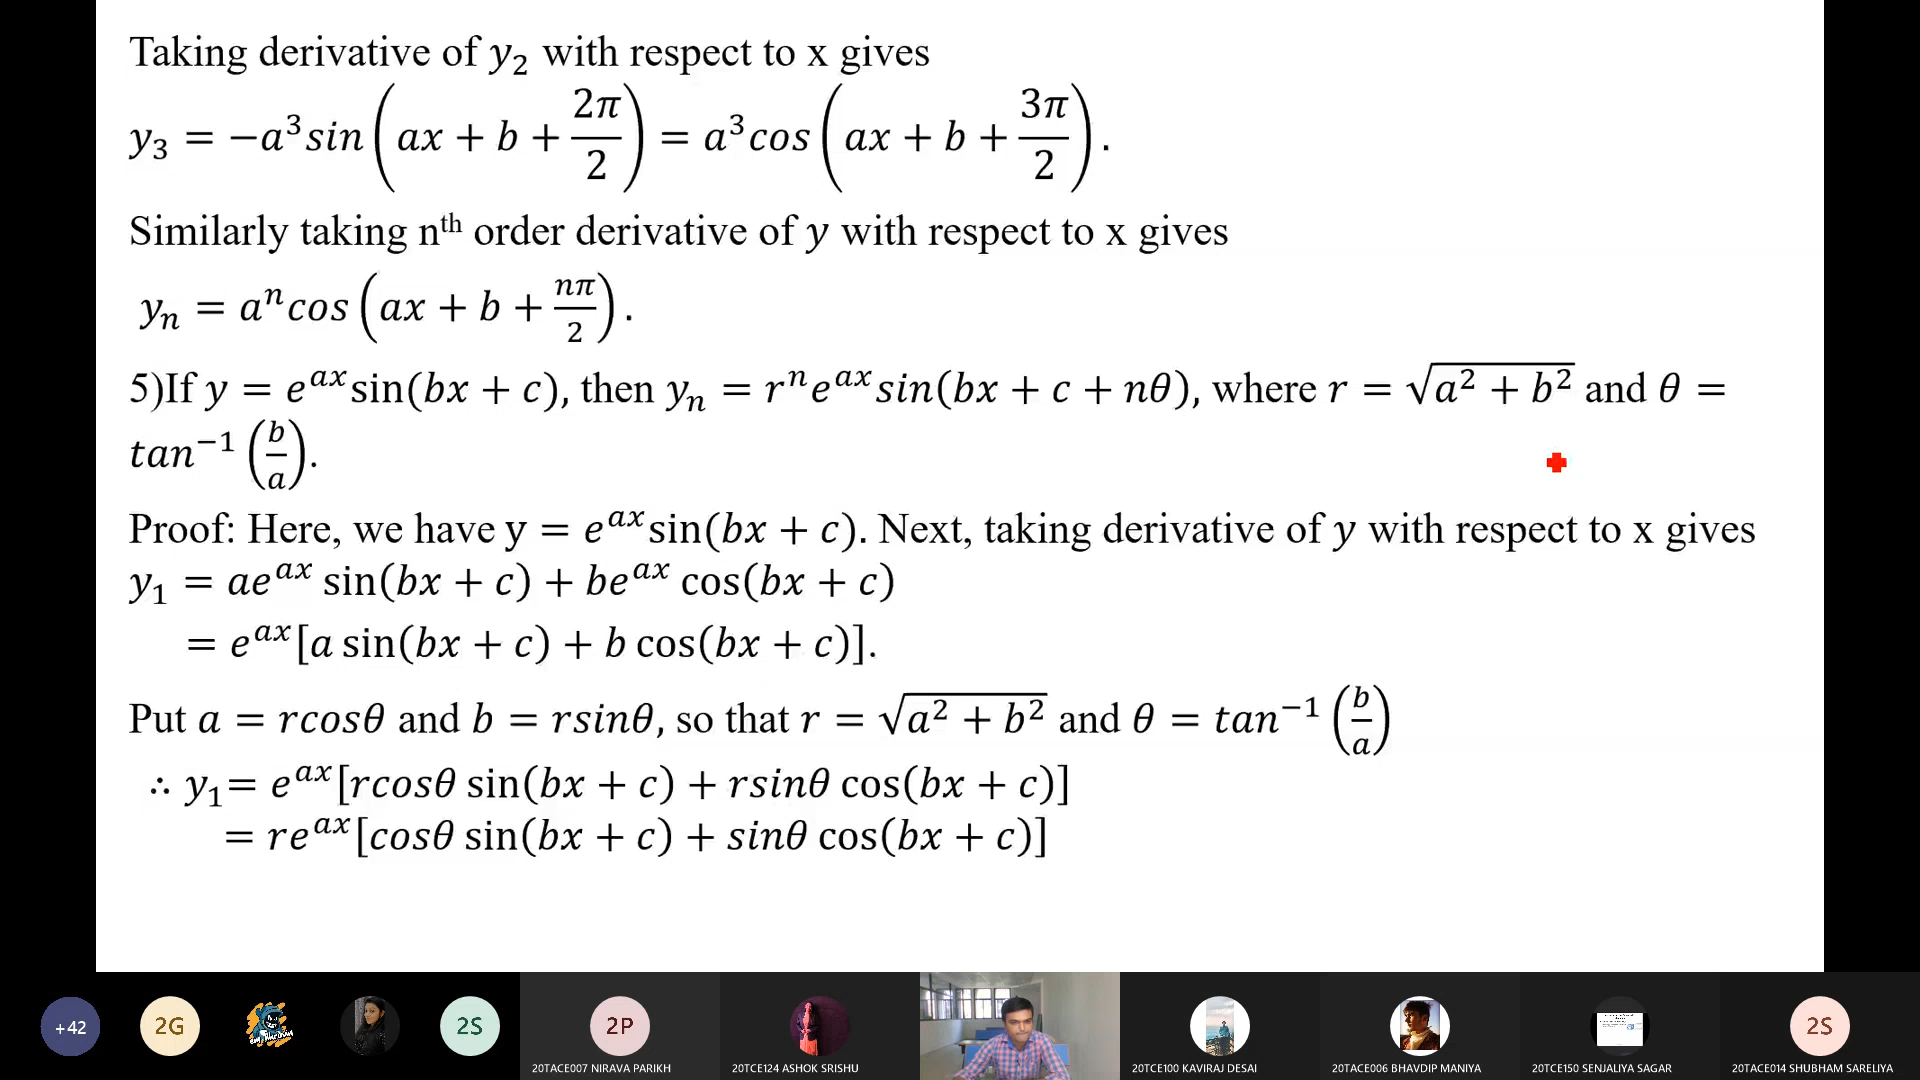 Taking derivative of y₂ with respect to x gives
y₃ = −a³sin(ax + b + 2π/2) = a³cos(ax + b + 3π/2).
Similarly taking nᵗʰ order derivative of y with respect to x gives
yₙ = aⁿcos(ax + b + nπ/2).
5)If y = eᵃˣsin(bx + c), then yₙ = rⁿeᵃˣsin(bx + c + nθ), where r = √(a² + b²) and θ =
tan⁻¹(b/a).
Proof: Here, we have y = eᵃˣsin(bx + c). Next, taking derivative of y with respect to x gives
y₁ = aeᵃˣ sin(bx + c) + beᵃˣ cos(bx + c)
= eᵃˣ[a sin(bx + c) + b cos(bx + c)].
Put a = rcosθ and b = rsinθ, so that r = √(a² + b²) and θ = tan⁻¹(b/a)
∴ y₁= eᵃˣ[rcosθ sin(bx + c) + rsinθ cos(bx + c)]
= reᵃˣ[cosθ sin(bx + c) + sinθ cos(bx + c)]
+42
2G
2S
2P
2S
20TACE007 NIRAVA PARIKH
20TCE124 ASHOK SRISHU
20TCE100 KAVIRAJ DESAI
20TACE006 BHAVDIP MANIYA
20TCE150 SENJALIYA SAGAR
20TACE014 SHUBHAM SARELIYA